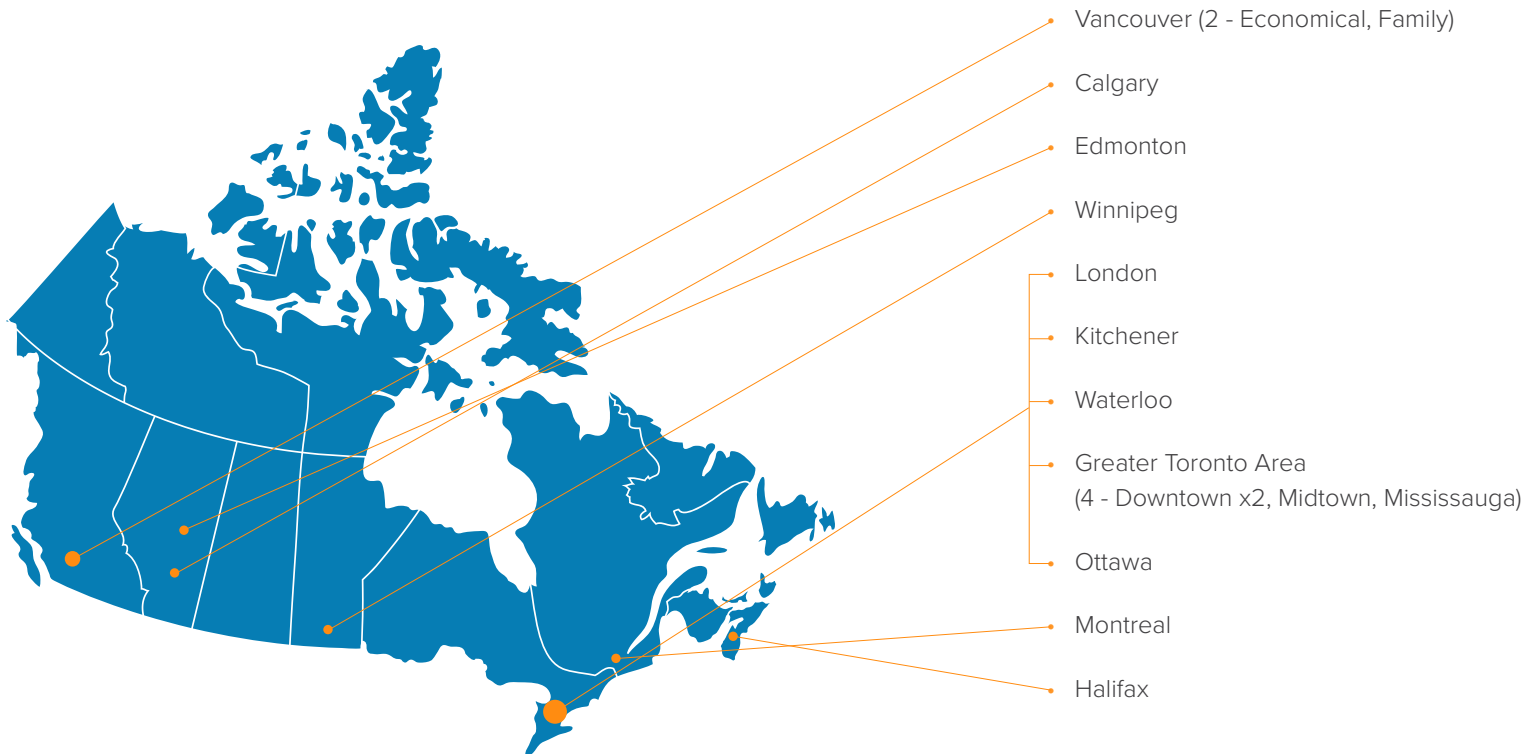 Vancouver (2 - Economical, Family)
Calgary
Edmonton
Winnipeg
London
Kitchener
Waterloo
Greater Toronto Area
(4 - Downtown x2, Midtown, Mississauga)
Ottawa
Montreal
Halifax